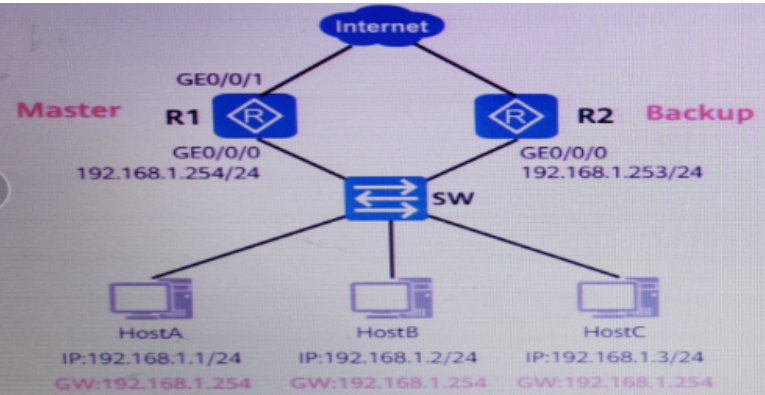 Internet
GE0/0/1
Master R1 R R R2 Backup
GE0/0/0 GE0/0/0
192.168.1.254/24 192.168.1.253/24
SW
HostA HostB HostC
IP:192.168.1.1/24 IP:192.168.1.2/24 IP:192.168.1.3/24
GW:192.168.1.254 GW:192.168.1.254 GW:192.168.1.254